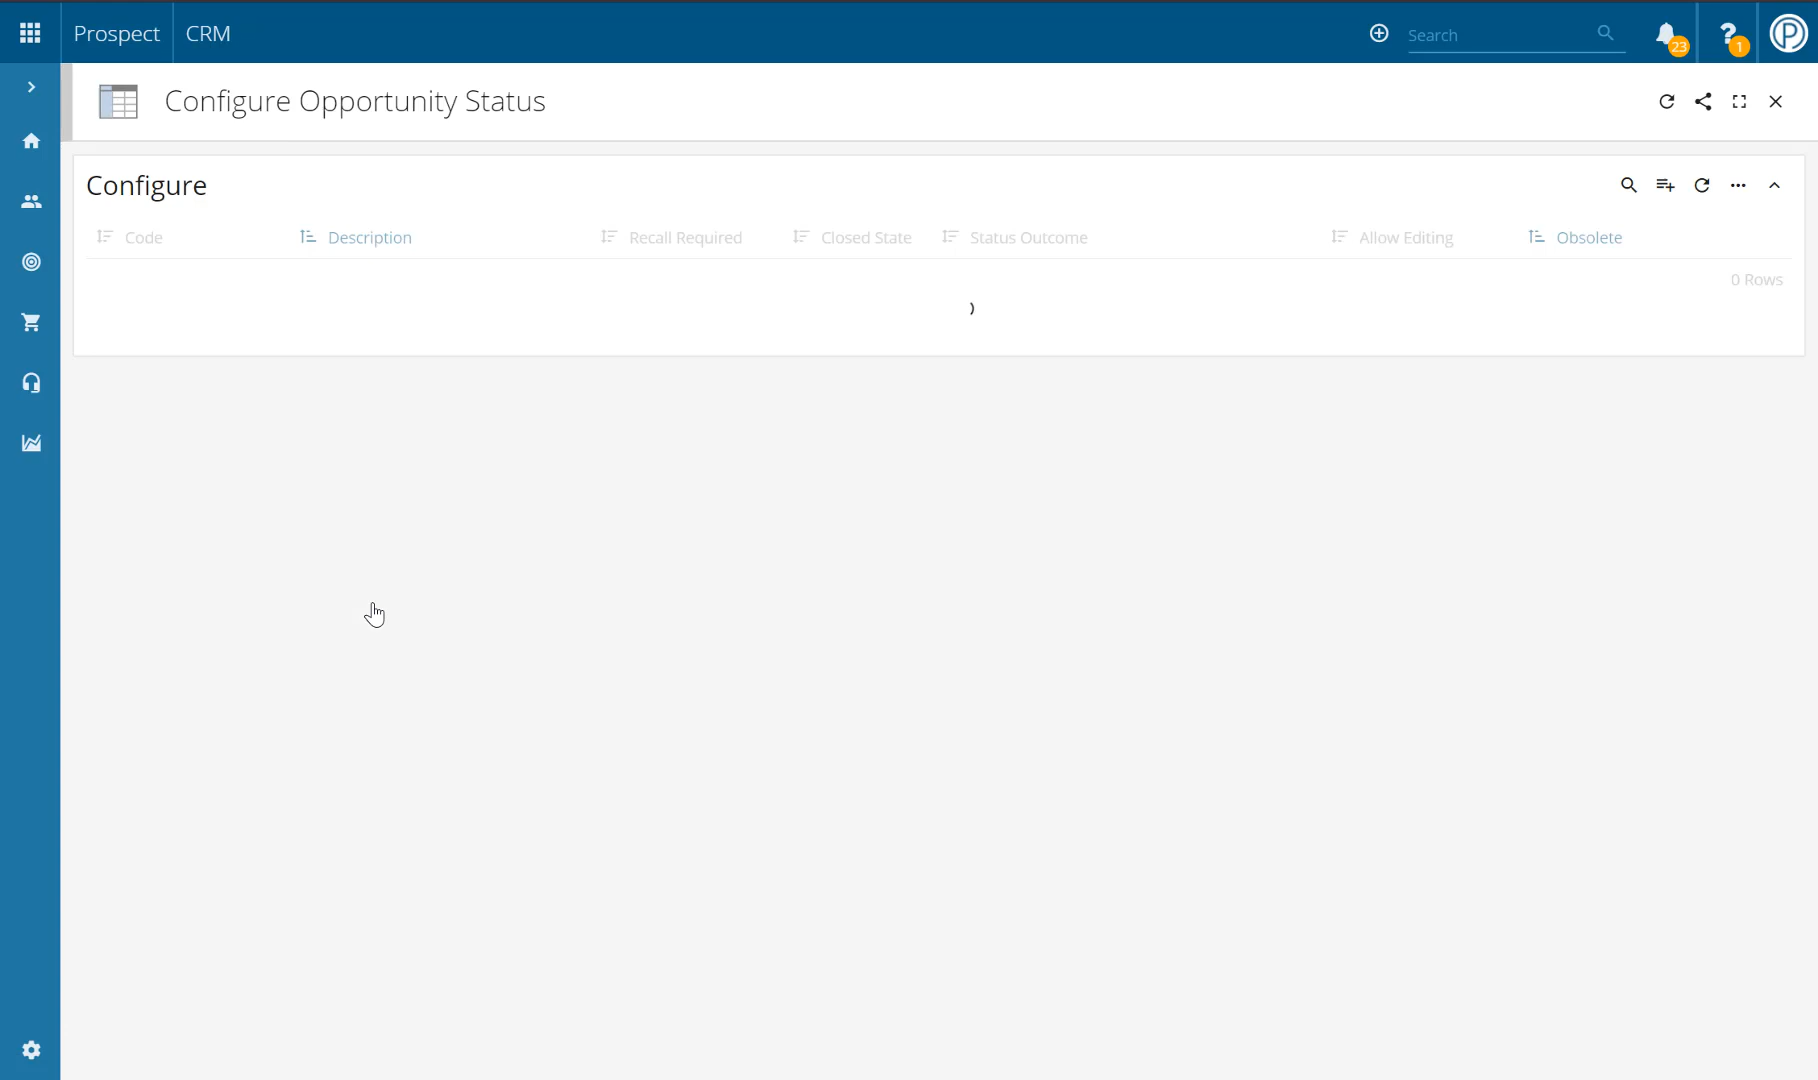 Prospect CRM Search 23 ? 1 P
Configure Opportunity Status
Configure
Code Description Recall Required Closed State Status Outcome Allow Editing Obsolete
0 Rows